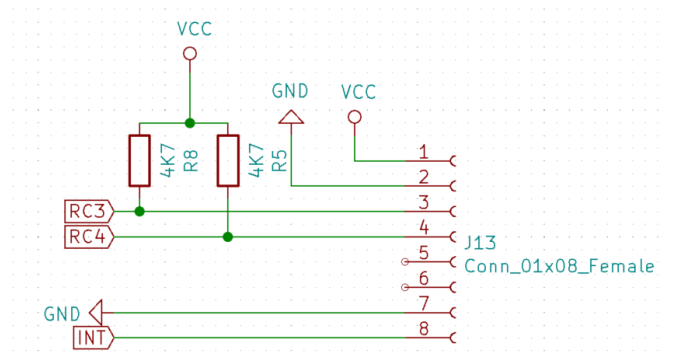 VCC
GND
VCC
4K7
R8
4K7
R5
1
2
RC3
3
RC4
4
J13
5
Conn_01x08_Female
6
GND
7
INT
8